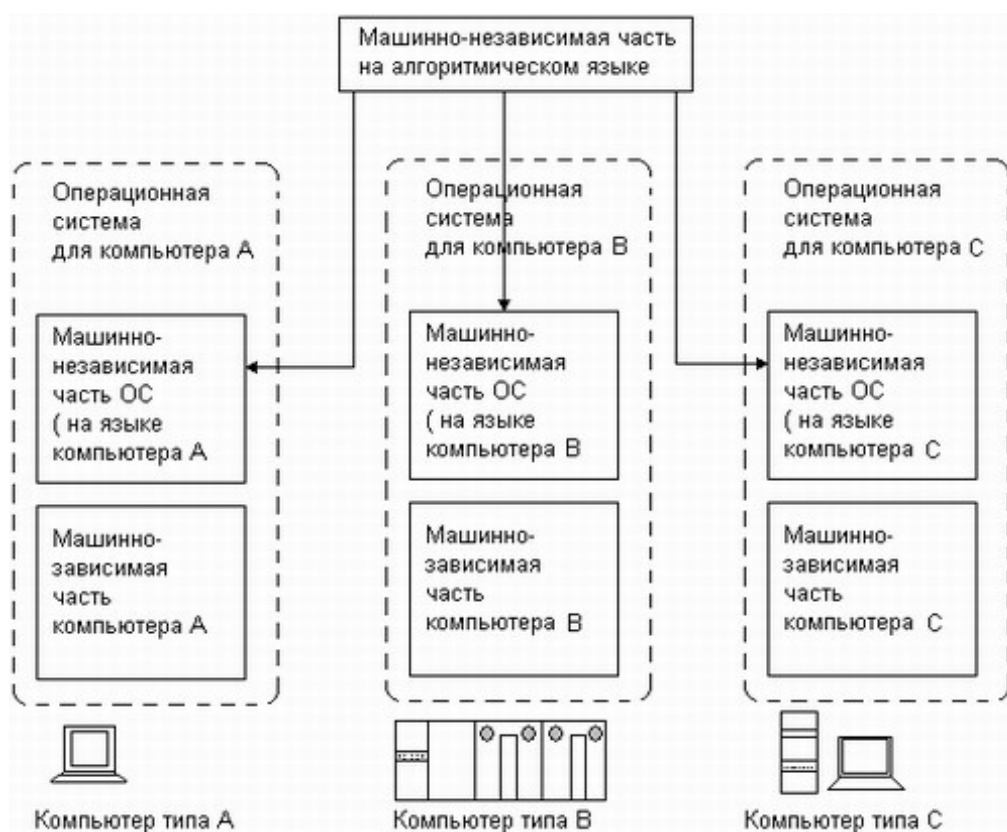 Машинно-независимая часть
на алгоритмическом языке
Операционная
система
для компьютера А
Машинно-
независимая
часть ОС
( на языке
компьютера А
Машинно-
зависимая
часть
компьютера А
Компьютер типа А
Операционная
система
для компьютера В
Машинно-
независимая
часть ОС
( на языке
компьютера В
Машинно-
зависимая
часть
компьютера В
Компьютер типа В
Операционная
система
для компьютера С
Машинно-
независимая
часть ОС
( на языке
компьютера С
Машинно-
зависимая
часть
компьютера С
Компьютер типа С